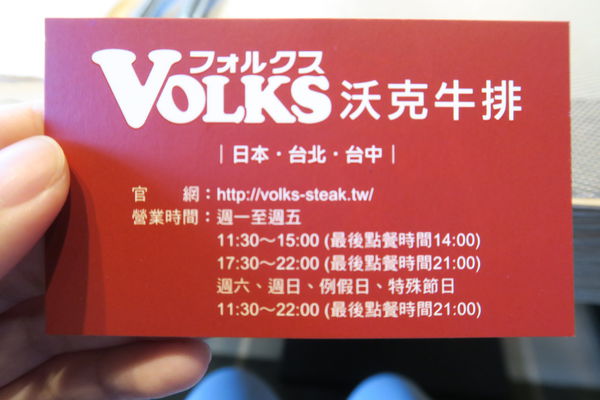 フォルクス
VOLKS 沃克牛排
|日本・台北・台中|
官 網：http://volks-steak.tw/
營業時間：週一至週五
11:30～15:00 (最後點餐時間14:00)
17:30～22:00 (最後點餐時間21:00)
週六、週日、例假日、特殊節日
11:30～22:00 (最後點餐時間21:00)